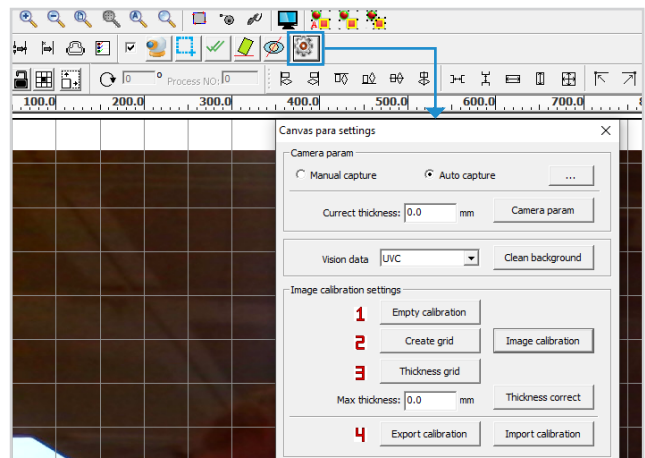 0 ° Process NO: 0
100.0 200.0 300.0 400.0 500.0 600.0 700.0 8
Canvas para settings
Camera param
Manual capture Auto capture ...
Currect thickness: 0.0 mm Camera param
Vision data UVC Clean background
Image calibration settings
1 Empty calibration
2 Create grid Image calibration
3 Thickness grid
Max thickness: 0.0 mm Thickness correct
4 Export calibration Import calibration